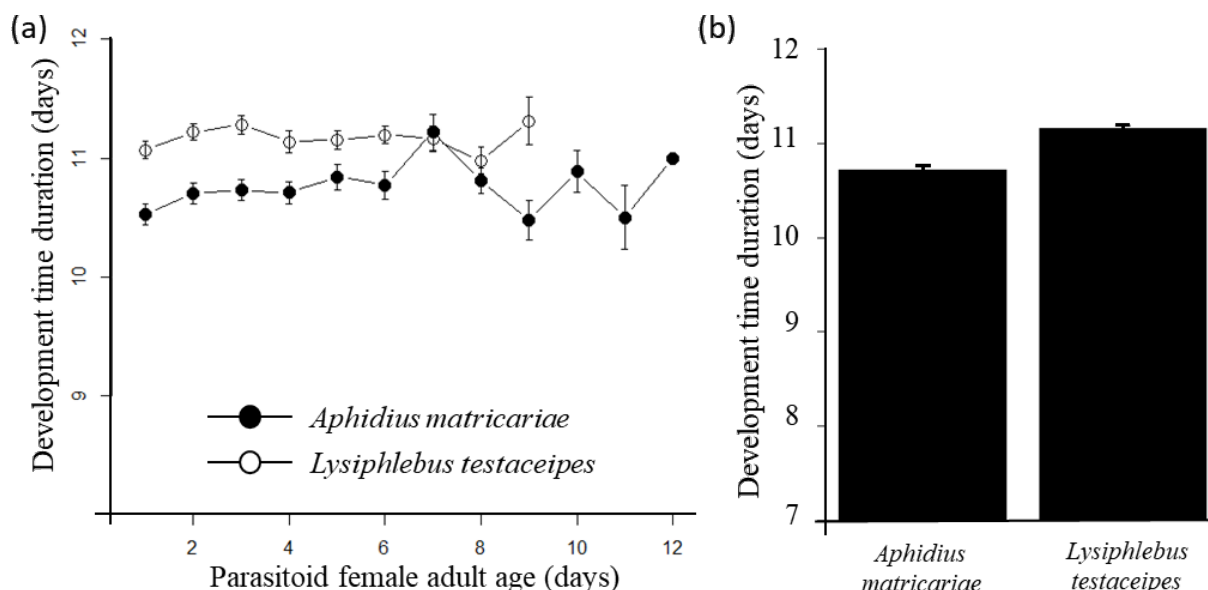 (a)
Development time duration (days)
12
11
10
9
Aphidius matricariae
Lysiphlebus testaceipes
2 4 6 8 10 12
Parasitoid female adult age (days)
(b)
Development time duration (days)
12
11
10
9
8
7
Aphidius
matricariae
Lysiphlebus
testaceipes